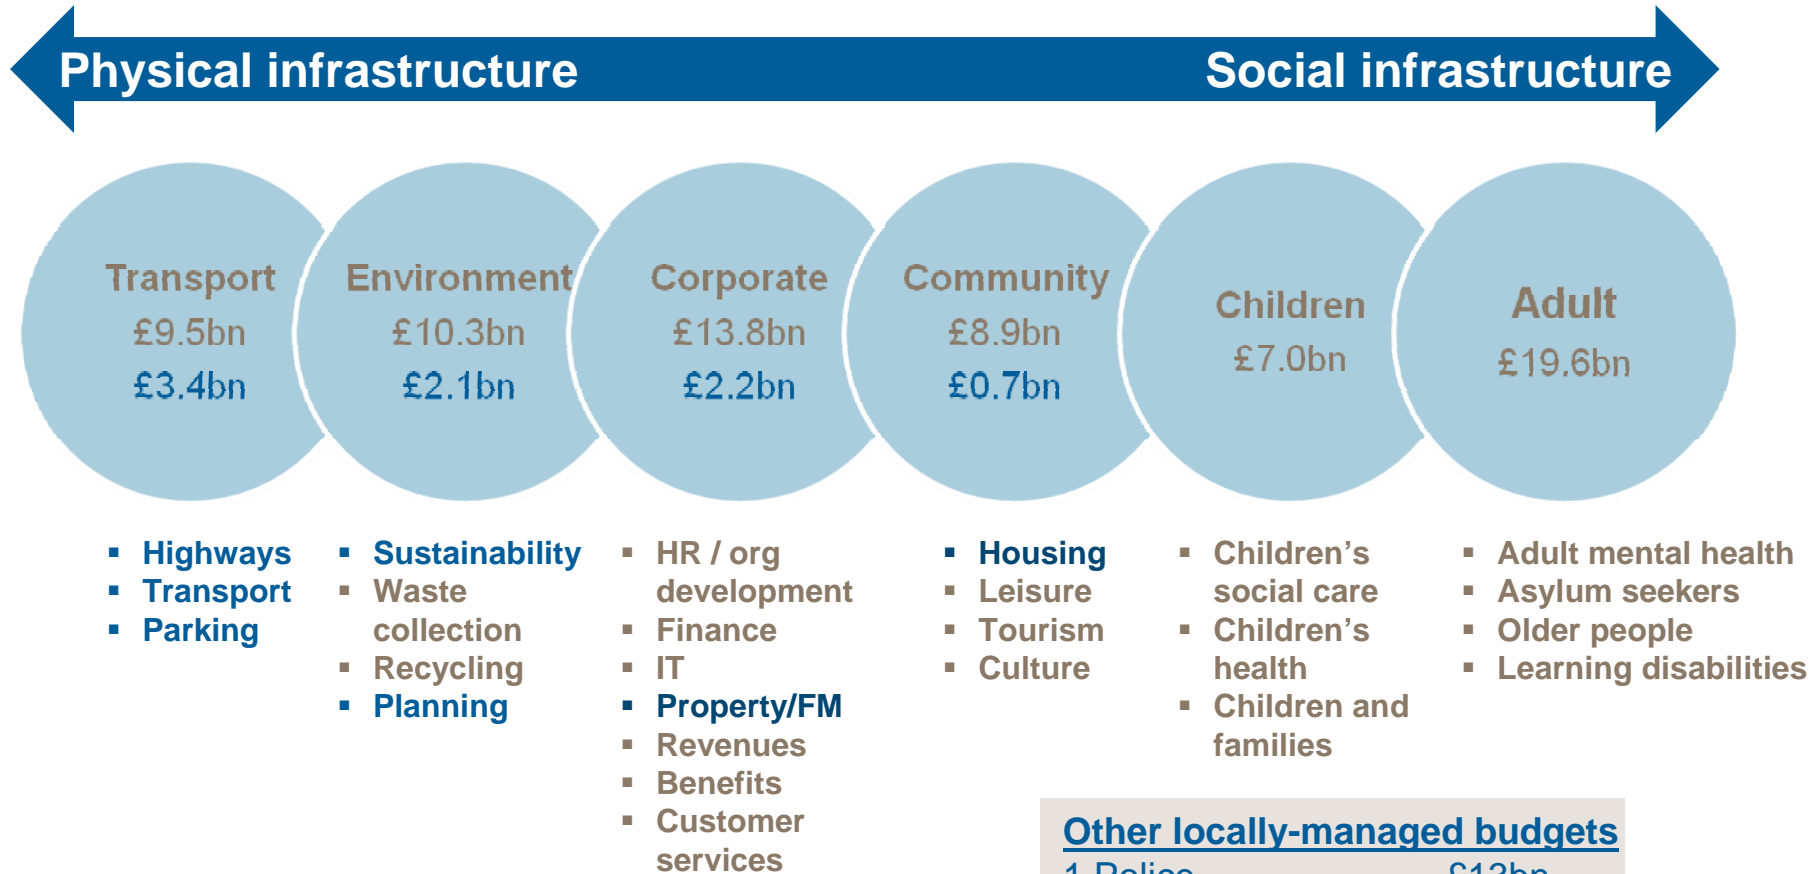 Physical infrastructure
Social infrastructure
Transport
£9.5bn
£3.4bn
Environment
£10.3bn
£2.1bn
Corporate
£13.8bn
£2.2bn
Community
£8.9bn
£0.7bn
Children
£7.0bn
Adult
£19.6bn
▪ Highways
▪ Transport
▪ Parking
▪ Sustainability
▪ Waste
collection
▪ Recycling
▪ Planning
▪ HR / org
development
▪ Finance
▪ IT
▪ Property/FM
▪ Revenues
▪ Benefits
▪ Customer
services
▪ Housing
▪ Leisure
▪ Tourism
▪ Culture
▪ Children’s
social care
▪ Children’s
health
▪ Children and
families
▪ Adult mental health
▪ Asylum seekers
▪ Older people
▪ Learning disabilities
Other locally-managed budgets
1 Police £13bn